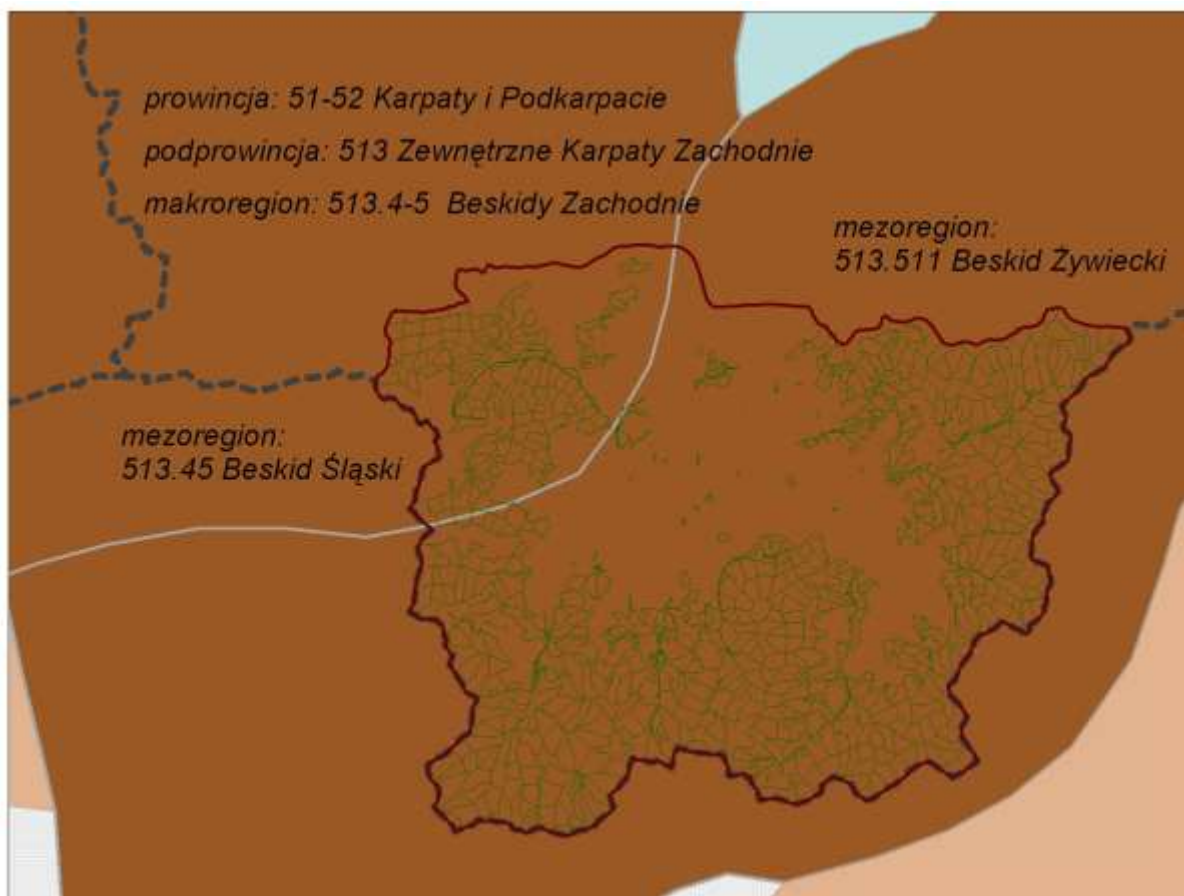 prowincja: 51-52 Karpaty i Podkarpacie
podprowincja: 513 Zewnętrzne Karpaty Zachodnie
makroregion: 513.4-5 Beskidy Zachodnie
mezoregion:
513.511 Beskid Żywiecki
mezoregion:
513.45 Beskid Śląski